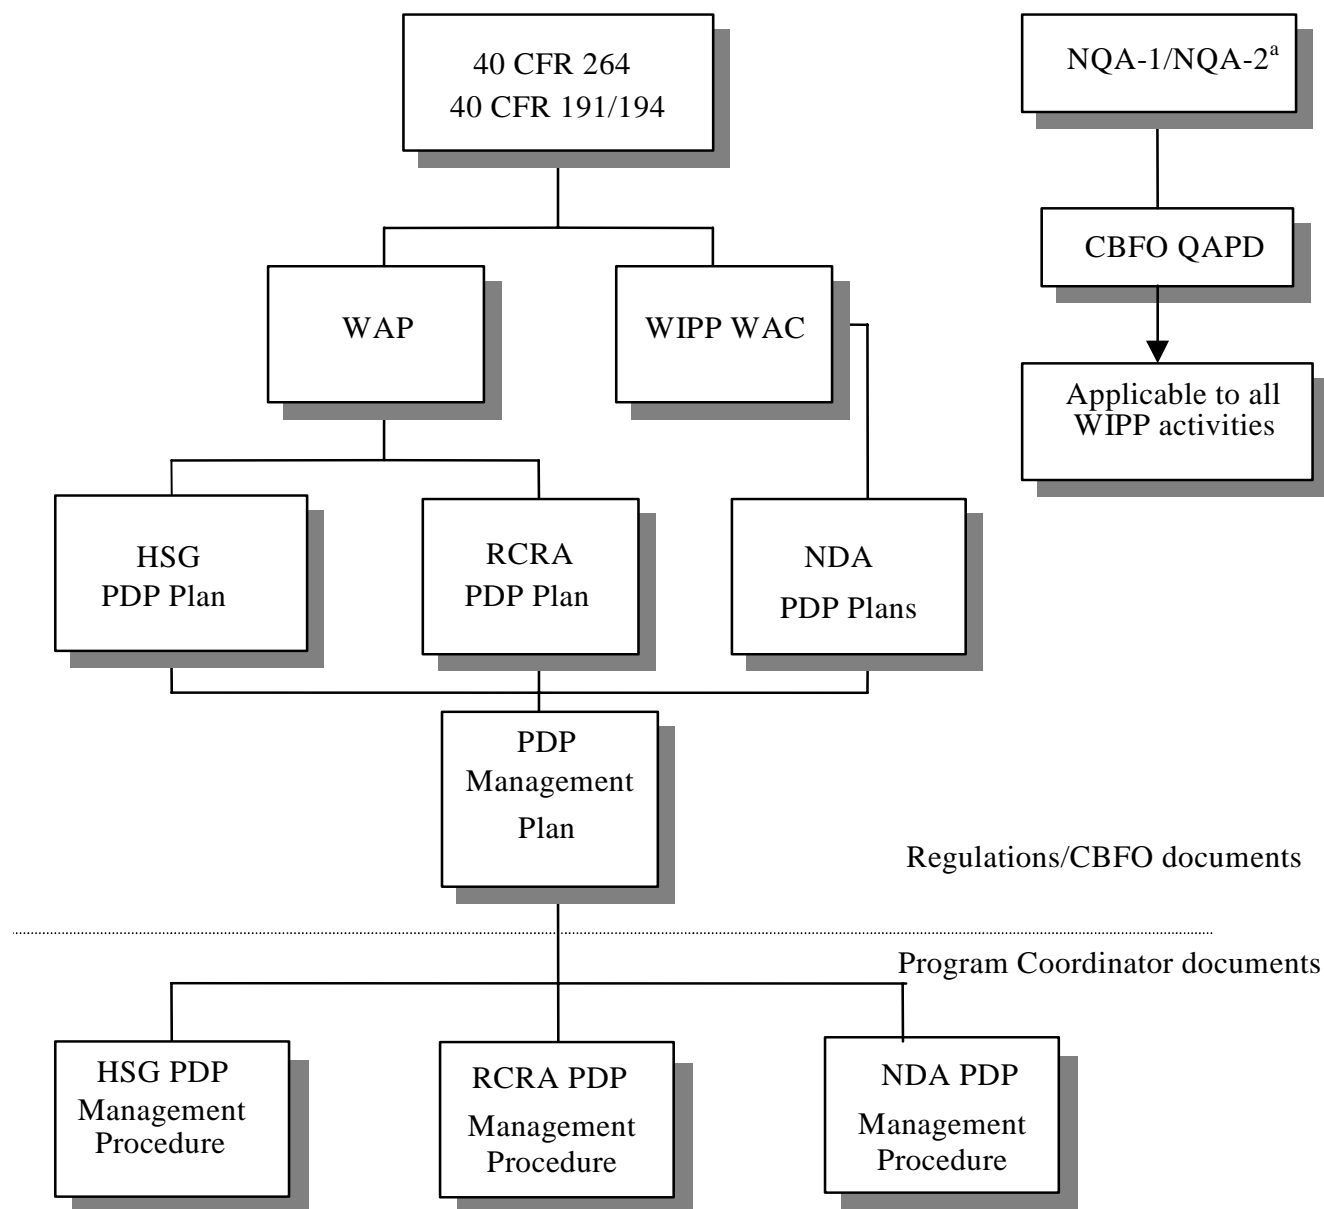 40 CFR 264
40 CFR 191/194
NQA-1/NQA-2ᵃ
CBFO QAPD
WAP
WIPP WAC
Applicable to all
WIPP activities
HSG
PDP Plan
RCRA
PDP Plan
NDA
PDP Plans
PDP
Management
Plan
Regulations/CBFO documents
Program Coordinator documents
HSG PDP
Management
Procedure
RCRA PDP
Management
Procedure
NDA PDP
Management
Procedure